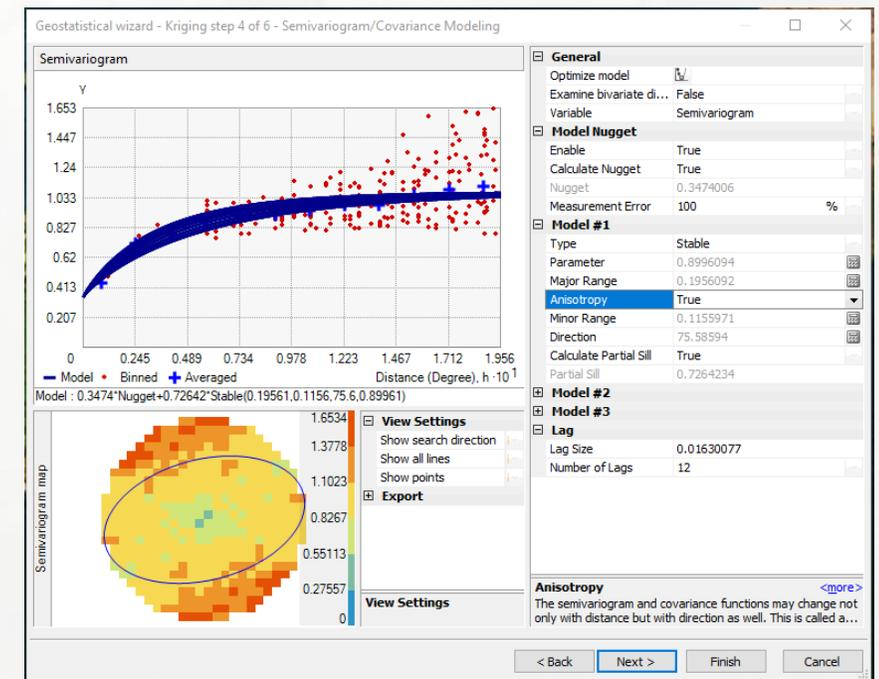 Geostatistical wizard - Kriging step 4 of 6 - Semivariogram/Covariance Modeling
Semivariogram
γ
1.653
1.447
1.24
1.033
0.827
0.62
0.413
0.207
0 0.245 0.489 0.734 0.978 1.223 1.467 1.712 1.956
Model Binned Averaged Distance (Degree), h ·10 1
Model : 0.3474*Nugget+0.72642*Stable(0.19561,0.1156,75.6,0.89961)
Semivariogram map
1.6534
1.3778
1.1023
0.8267
0.55113
0.27557
0
View Settings
Show search direction
Show all lines
Show points
Export
View Settings
General
Optimize model
Examine bivariate di... False
Variable Semivariogram
Model Nugget
Enable True
Calculate Nugget True
Nugget 0.3474006
Measurement Error 100 %
Model #1
Type Stable
Parameter 0.8996094
Major Range 0.1956092
Anisotropy True
Minor Range 0.1155971
Direction 75.58594
Calculate Partial Sill True
Partial Sill 0.7264234
Model #2
Model #3
Lag
Lag Size 0.01630077
Number of Lags 12
Anisotropy <more>
The semivariogram and covariance functions may change not
only with distance but with direction as well. This is called a...
< Back Next > Finish Cancel